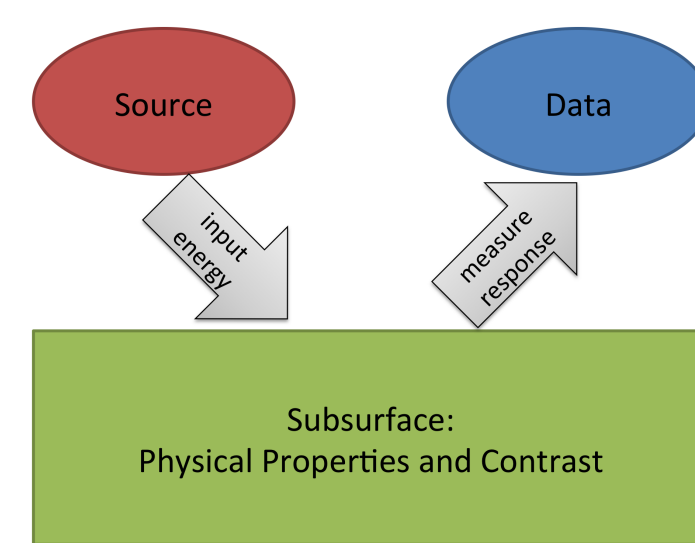 Source
Data
input
energy
measure
response
Subsurface:
Physical Properties and Contrast